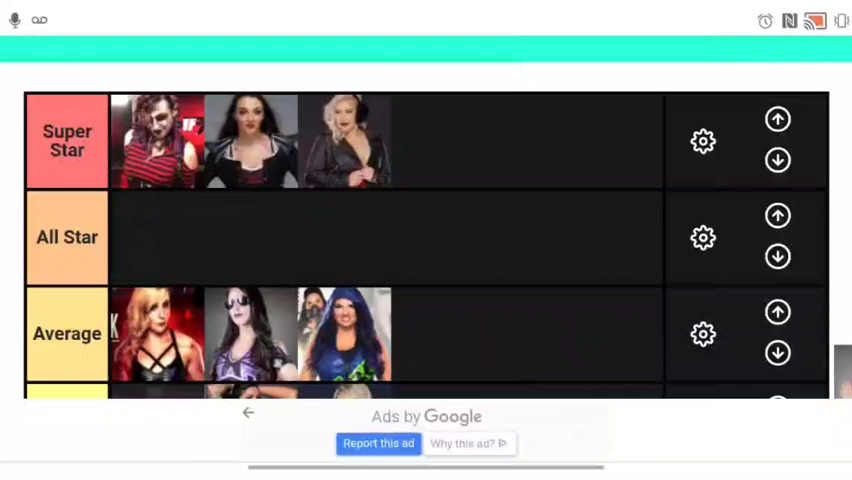 Super
Star
All Star
Average
Ads by Google
Report this ad
Why this ad?